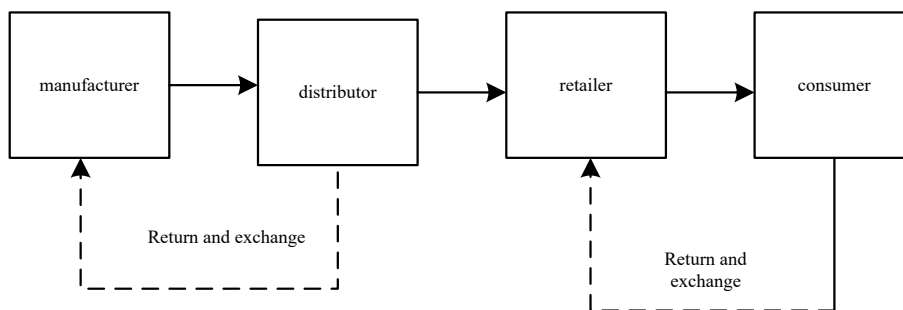 manufacturer
distributor
retailer
consumer
Return and exchange
Return and
exchange